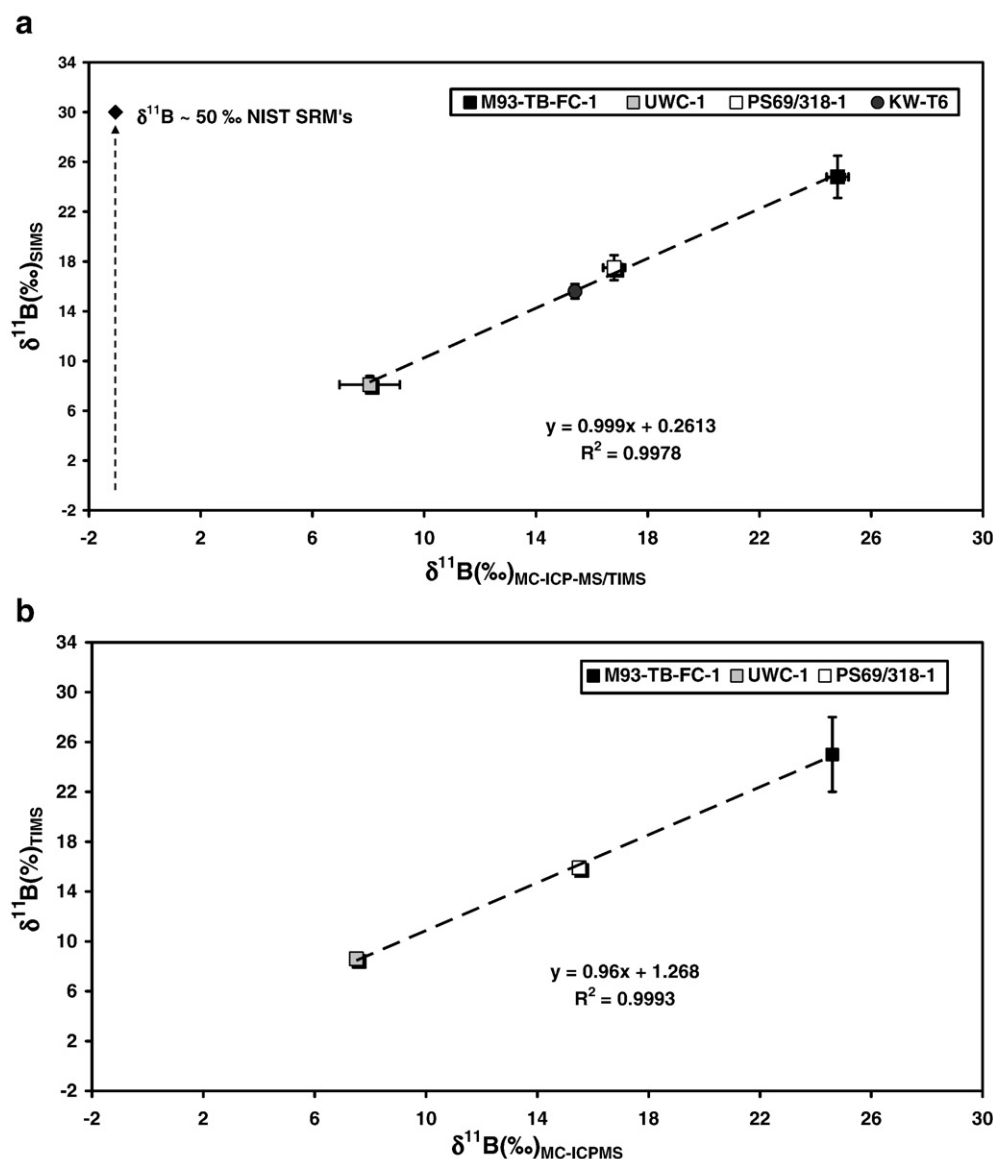 a
34
30
26
22
18
14
10
6
2
-2
δ¹¹B(‰)SIMS
δ¹¹B ~ 50 ‰ NIST SRM's
M93-TB-FC-1 UWC-1 PS69/318-1 KW-T6
y = 0.999x + 0.2613
R² = 0.9978
-2 2 6 10 14 18 22 26 30
δ¹¹B(‰)MC-ICP-MS/TIMS
b
34
30
26
22
18
14
10
6
2
-2
δ¹¹B(%)TIMS
M93-TB-FC-1 UWC-1 PS69/318-1
y = 0.96x + 1.268
R² = 0.9993
-2 2 6 10 14 18 22 26 30
δ¹¹B(‰)MC-ICPMS